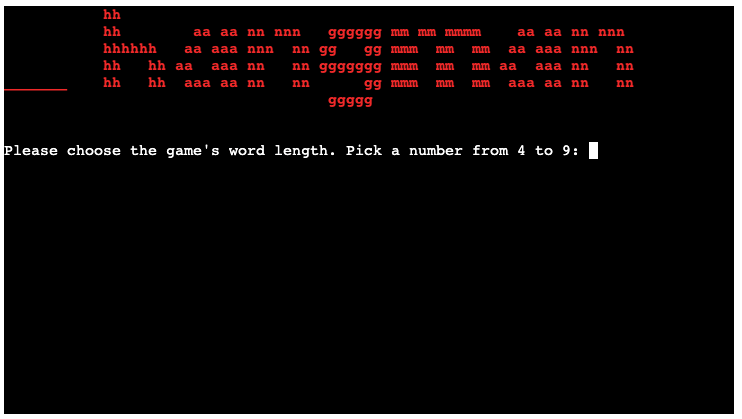 hh
              hh        aa aa nn nnn   gggggg mm mm mmmm    aa aa nn nnn
              hhhhhh   aa aaa nnn  nn gg   gg mmm  mm  mm  aa aaa nnn  nn
              hh   hh aa  aaa nn   nn ggggggg mmm  mm  mm aa  aaa nn   nn
_______    hh   hh  aaa aa nn   nn      gg mmm  mm  mm  aaa aa nn   nn
                                       ggggg
Please choose the game's word length. Pick a number from 4 to 9: